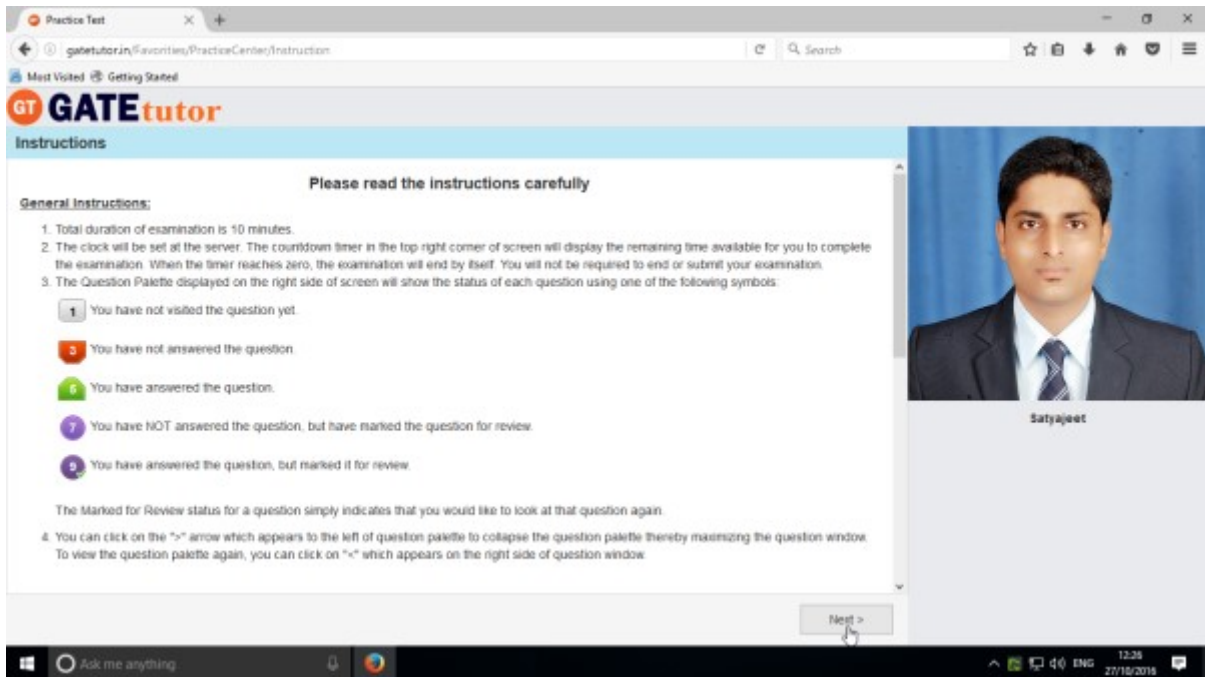 Practice Test
gatetutor.in/Favorities/PracticeCenter/Instruction
Search
Most Visited Getting Started
GT GATEtutor
Instructions
Please read the instructions carefully
General Instructions:
1. Total duration of examination is 10 minutes.
2. The clock will be set at the server. The countdown timer in the top right corner of screen will display the remaining time available for you to complete
the examination. When the timer reaches zero, the examination will end by itself. You will not be required to end or submit your examination.
3. The Question Palette displayed on the right side of screen will show the status of each question using one of the following symbols:
1 You have not visited the question yet.
3 You have not answered the question.
5 You have answered the question.
7 You have NOT answered the question, but have marked the question for review.
9 You have answered the question, but marked it for review.
The Marked for Review status for a question simply indicates that you would like to look at that question again.
4. You can click on the ">" arrow which appears to the left of question palette to collapse the question palette thereby maximizing the question window.
To view the question palette again, you can click on "<" which appears on the right side of question window.
Satyajeet
Next >
Ask me anything
ENG
12:26
27/10/2016